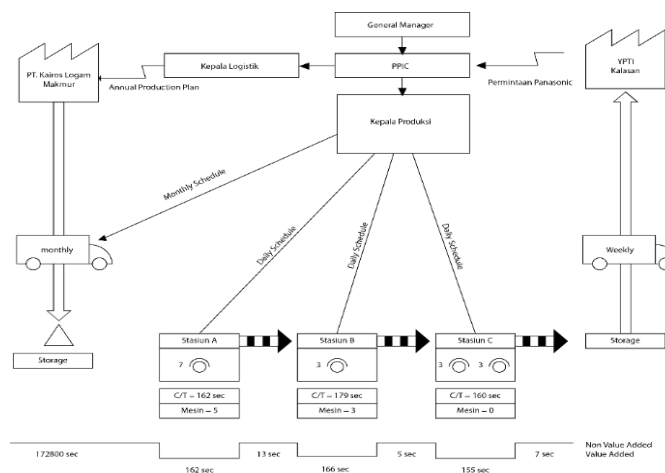 General Manager
PT. Kairos Logam
Makmur
Kepala Logistik
PPIC
YPTI
Kalasan
Annual Production Plan
Permintaan Panasonic
Kepala Produksi
Monthly Schedule
Daily Schedule
Daily Schedule
Daily Schedule
monthly
Weekly
Stasiun A
Stasiun B
Stasiun C
Storage
Storage
7
3
3
3
C/T = 162 sec
C/T = 179 sec
C/T = 160 sec
Mesin – 5
Mesin – 3
Mesin – 0
172800 sec
13 sec
5 sec
7 sec
Non Value Added
Value Added
162 sec
166 sec
155 sec